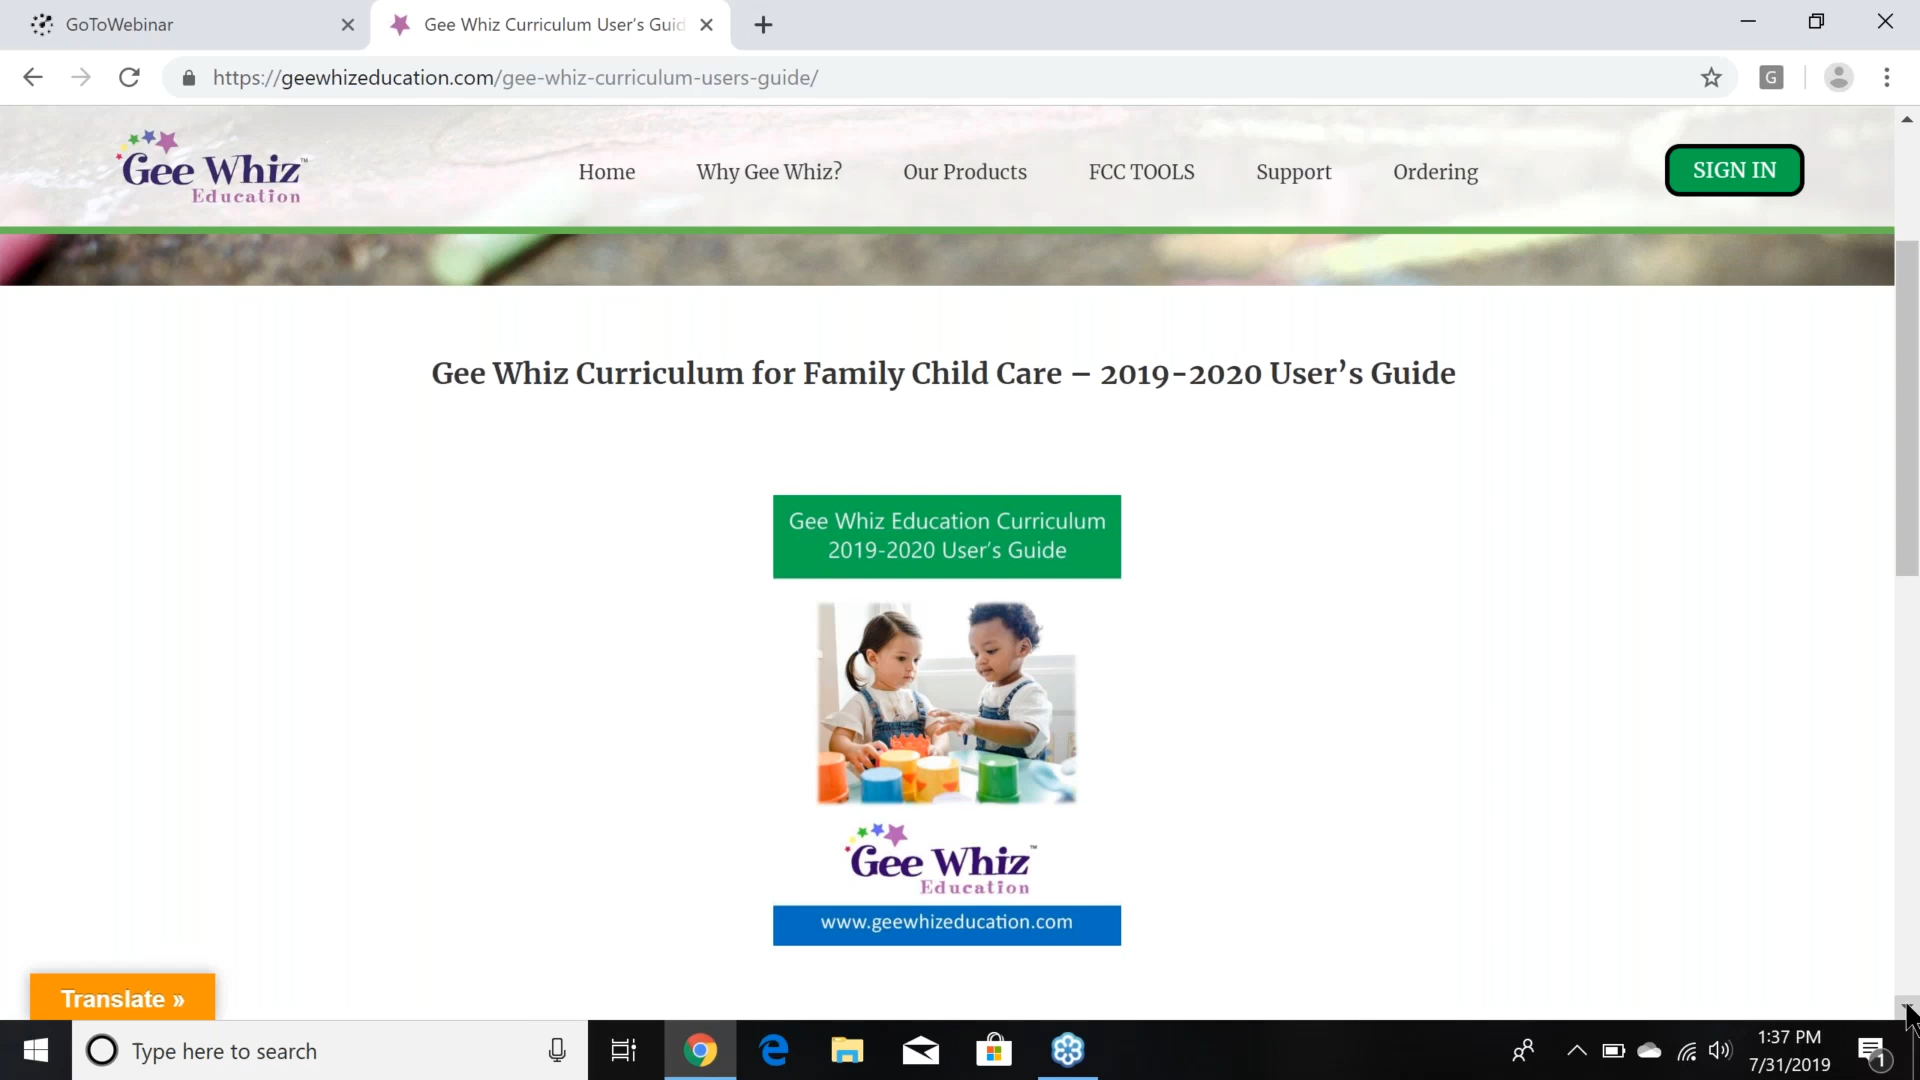 GoToWebinar
Gee Whiz Curriculum User's Guid
https://geewhizeducation.com/gee-whiz-curriculum-users-guide/
G
Gee Whiz™
Education
Home
Why Gee Whiz?
Our Products
FCC TOOLS
Support
Ordering
SIGN IN
Gee Whiz Curriculum for Family Child Care – 2019-2020 User's Guide
Gee Whiz Education Curriculum
2019-2020 User's Guide
Gee Whiz™
Education
www.geewhizeducation.com
Translate »
Type here to search
1:37 PM
7/31/2019
1